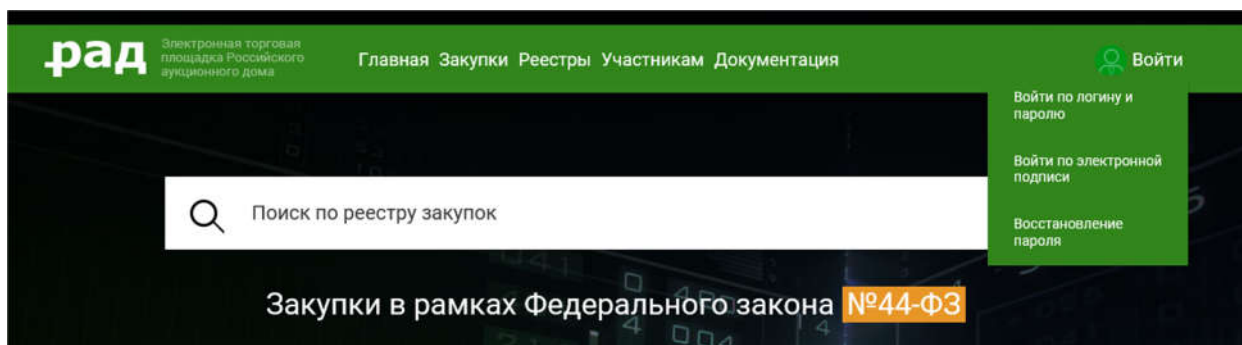 .рад
Электронная торговая
площадка Российского
аукционного дома
Главная Закупки Реестры Участникам Документация
Войти
Войти по логину и
паролю
Войти по электронной
подписи
Восстановление
пароля
Поиск по реестру закупок
Закупки в рамках Федерального закона №44-ФЗ